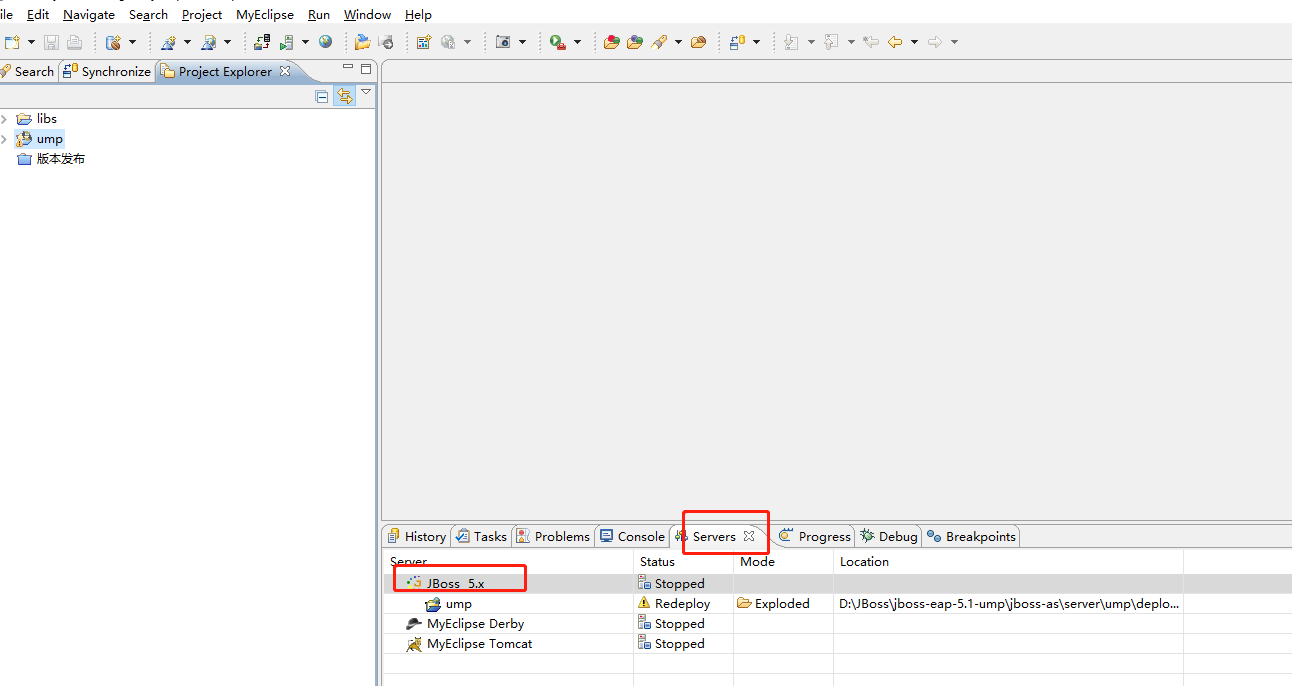 ile Edit Navigate Search Project MyEclipse Run Window Help
Search Synchronize Project Explorer
libs
ump
版本发布
History Tasks Problems Console Servers Progress Debug Breakpoints
Server Status Mode Location
JBoss 5.x Stopped
ump Redeploy Exploded D:\JBoss\jboss-eap-5.1-ump\jboss-as\server\ump\deplo...
MyEclipse Derby Stopped
MyEclipse Tomcat Stopped